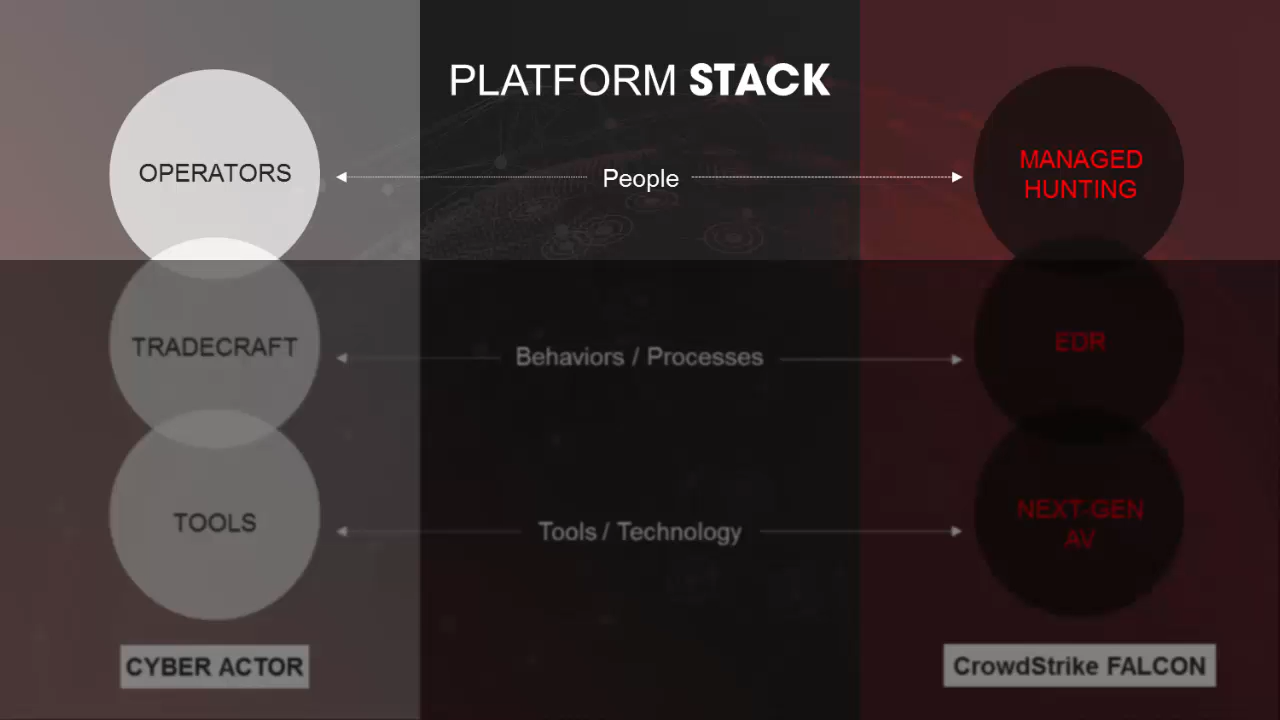 PLATFORM STACK
OPERATORS
People
MANAGED
HUNTING
TRADECRAFT
Behaviors / Processes
EDR
TOOLS
Tools / Technology
NEXT-GEN
AV
CYBER ACTOR
CrowdStrike FALCON